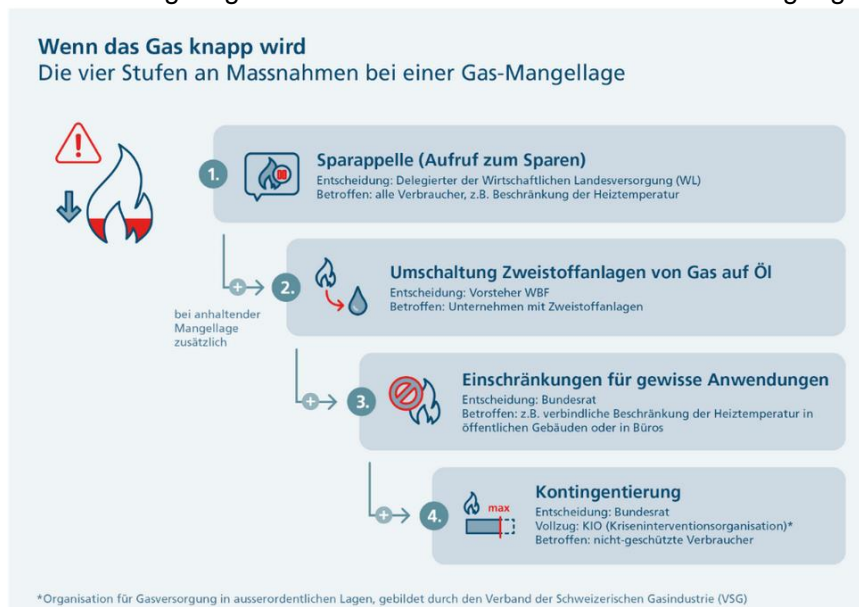 Wenn das Gas knapp wird
Die vier Stufen an Massnahmen bei einer Gas-Mangellage
1.
Sparappelle (Aufruf zum Sparen)
Entscheidung: Delegierter der Wirtschaftlichen Landesversorgung (WL)
Betroffen: alle Verbraucher, z.B. Beschränkung der Heiztemperatur
bei anhaltender
Mangellage
zusätzlich
2.
Umschaltung Zweistoffanlagen von Gas auf Öl
Entscheidung: Vorsteher WBF
Betroffen: Unternehmen mit Zweistoffanlagen
3.
Einschränkungen für gewisse Anwendungen
Entscheidung: Bundesrat
Betroffen: z.B. verbindliche Beschränkung der Heiztemperatur in
öffentlichen Gebäuden oder in Büros
4.
max
Kontingentierung
Entscheidung: Bundesrat
Vollzug: KIO (Kriseninterventionsorganisation)*
Betroffen: nicht-geschützte Verbraucher
*Organisation für Gasversorgung in ausserordentlichen Lagen, gebildet durch den Verband der Schweizerischen Gasindustrie (VSG)